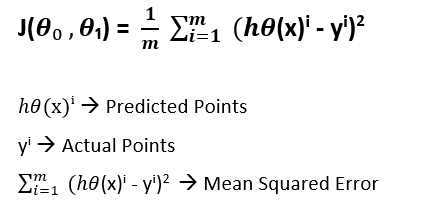 J(θ₀ , θ₁) = 1/m ∑ᵐᵢ₌₁ (hθ(x)ⁱ - yⁱ)²
hθ(x)ⁱ → Predicted Points
yⁱ → Actual Points
∑ᵐᵢ₌₁ (hθ(x)ⁱ - yⁱ)² → Mean Squared Error